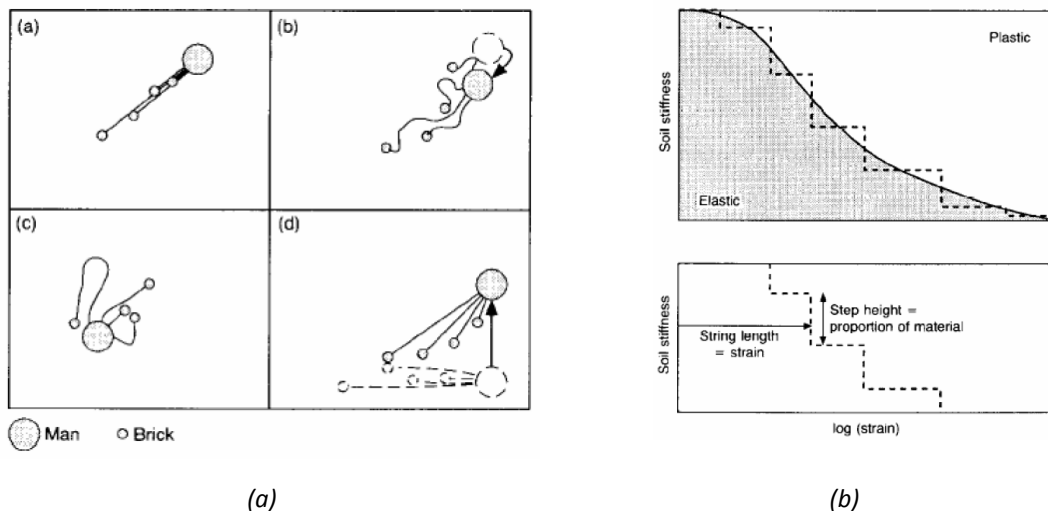 (a)
(b)
(c)
(d)
Man
Brick
(a)
Soil stiffness
Plastic
Elastic
Soil stiffness
String length
= strain
Step height =
proportion of material
log (strain)
(b)